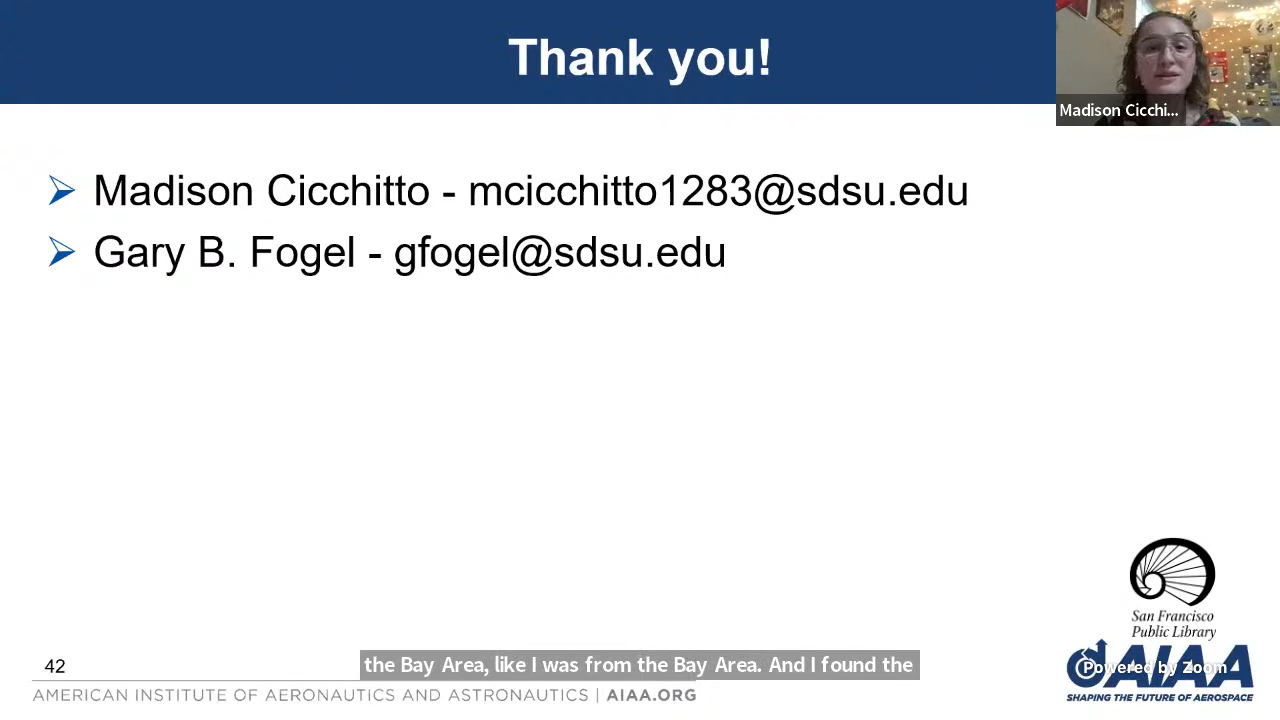 Thank you!
Madison Cicchi...
Madison Cicchitto - mcicchitto1283@sdsu.edu
Gary B. Fogel - gfogel@sdsu.edu
San Francisco
Public Library
the Bay Area, like I was from the Bay Area. And I found the
42
Powered by Zoom
AIAA
SHAPING THE FUTURE OF AEROSPACE
AMERICAN INSTITUTE OF AERONAUTICS AND ASTRONAUTICS | AIAA.ORG